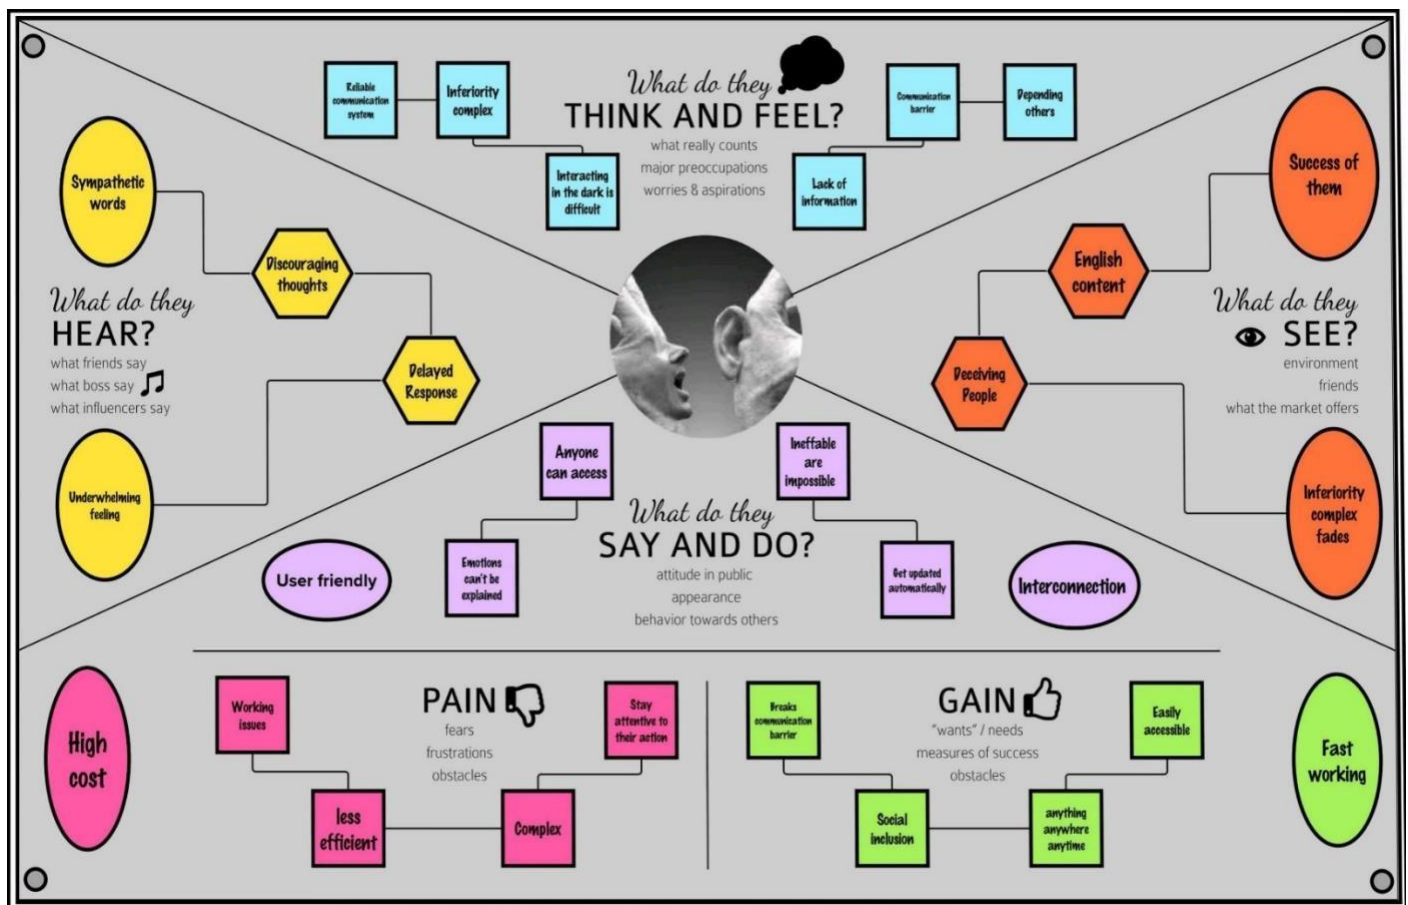 What do they
THINK AND FEEL?
what really counts
major preoccupations
worries & aspirations
Reliable
communication
system
Inferiority
complex
Interacting
in the dark is
difficult
Communication
barrier
Depending
others
Lack of
information
Sympathetic
words
Discouraging
thoughts
What do they
HEAR?
what friends say
what boss say
what influencers say
Delayed
Response
Underwhelming
feeling
Success of
them
English
content
What do they
SEE?
environment
friends
what the market offers
Deceiving
People
Inferiority
complex
fades
Anyone
can access
Ineffable
are
impossible
What do they
SAY AND DO?
attitude in public
appearance
behavior towards others
User friendly
Emotions
can't be
explained
Get updated
automatically
Interconnection
High
cost
Working
issues
PAIN
fears
frustrations
obstacles
Stay
attentive to
their action
less
efficient
Complex
Breaks
communication
barrier
GAIN
"wants" / needs
measures of success
obstacles
Easily
accessible
Social
inclusion
anything
anywhere
anytime
Fast
working